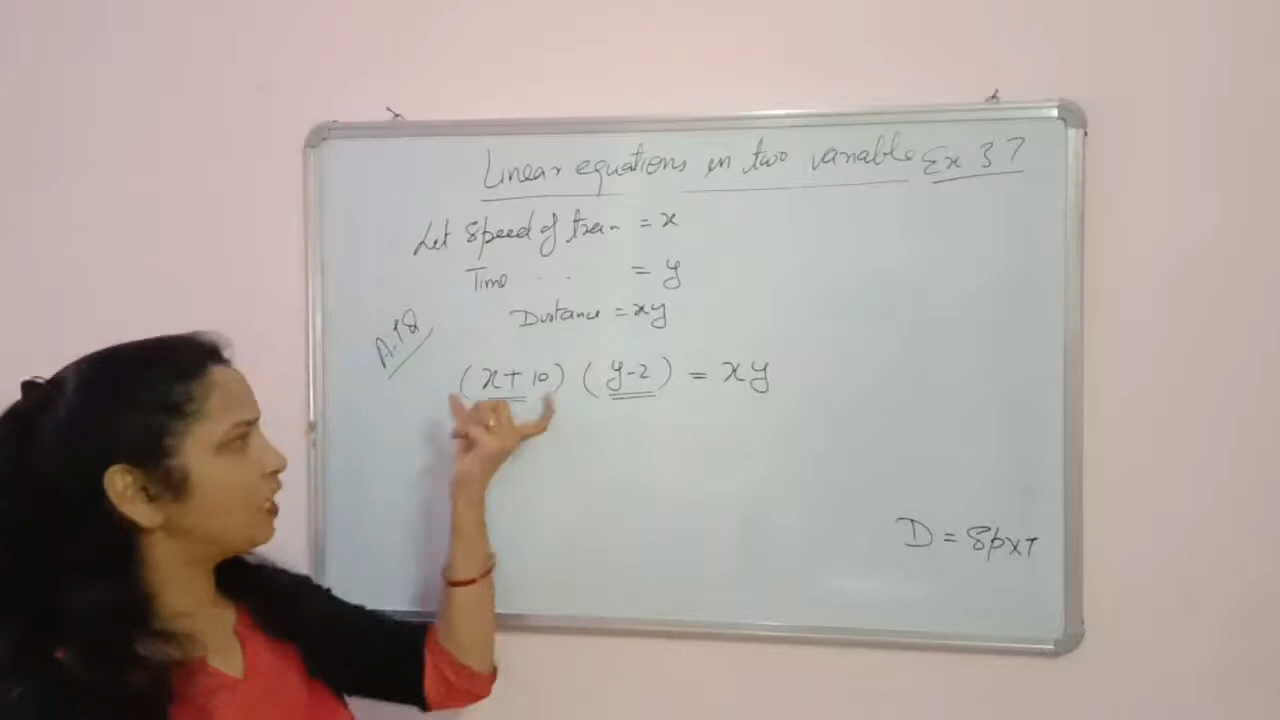 Linear equations in two variable Ex 3 7
Let Speed of train = x
Time .. .. = y
Distance = xy
A.T.Q
(x+10) (y-2) = xy
D = Sp x T